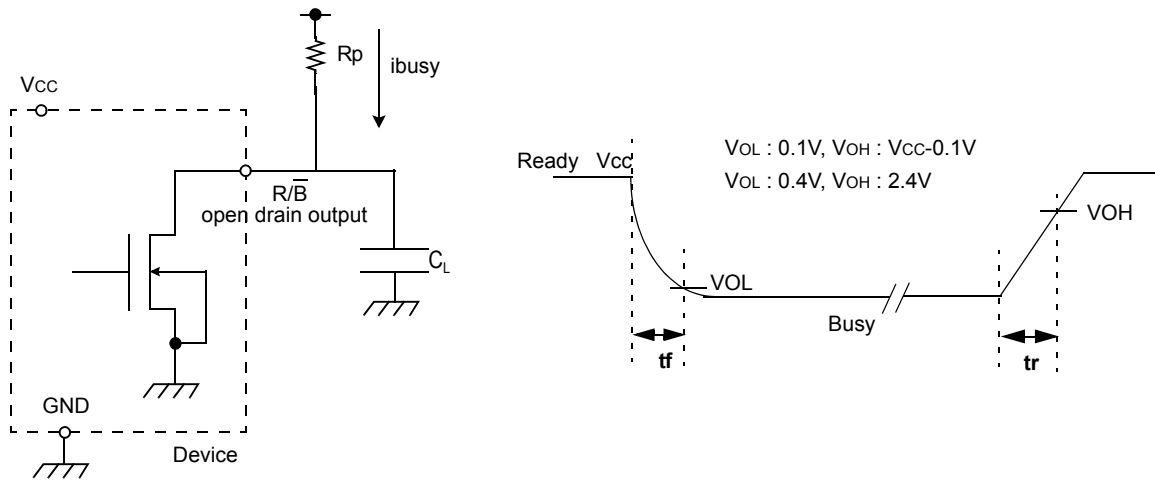 Rp
ibusy
VCC
R/B̅
open drain output
CL
GND
Device
Ready Vcc
VOL : 0.1V, VOH : VCC-0.1V
VOL : 0.4V, VOH : 2.4V
VOH
VOL
Busy
tf
tr